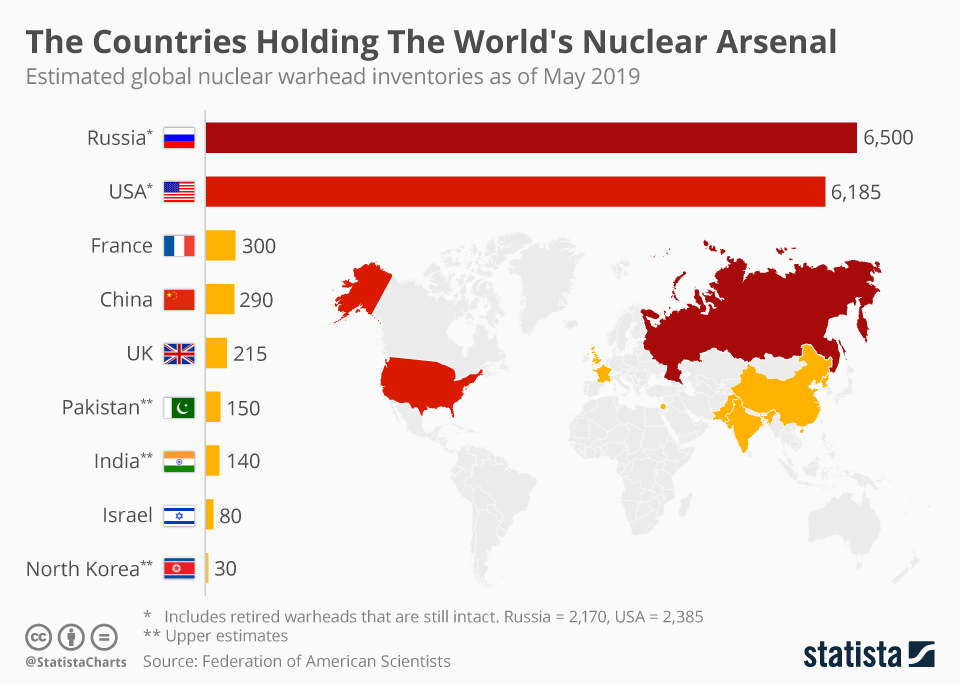 The Countries Holding The World's Nuclear Arsenal
Estimated global nuclear warhead inventories as of May 2019
Russia* 6,500
USA* 6,185
France 300
China 290
UK 215
Pakistan** 150
India** 140
Israel 80
North Korea** 30
* Includes retired warheads that are still intact. Russia = 2,170, USA = 2,385
** Upper estimates
@StatistaCharts Source: Federation of American Scientists
cc
statista